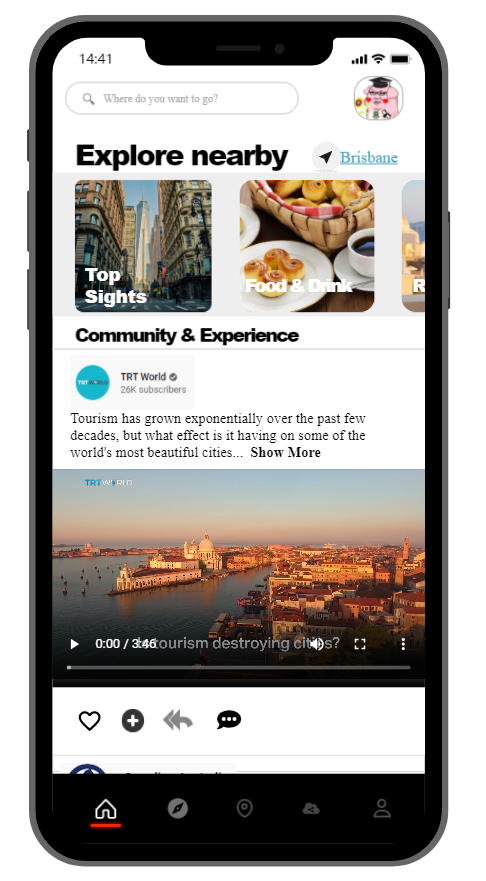 14:41
Where do you want to go?
Explore nearby
Brisbane
Top
Sights
Food & Drink
Community & Experience
TRT WORLD
TRT World
26K subscribers
Tourism has grown exponentially over the past few
decades, but what effect is it having on some of the
world's most beautiful cities... Show More
TRT WORLD
0:00 / 3:46
tourism destroying cities?